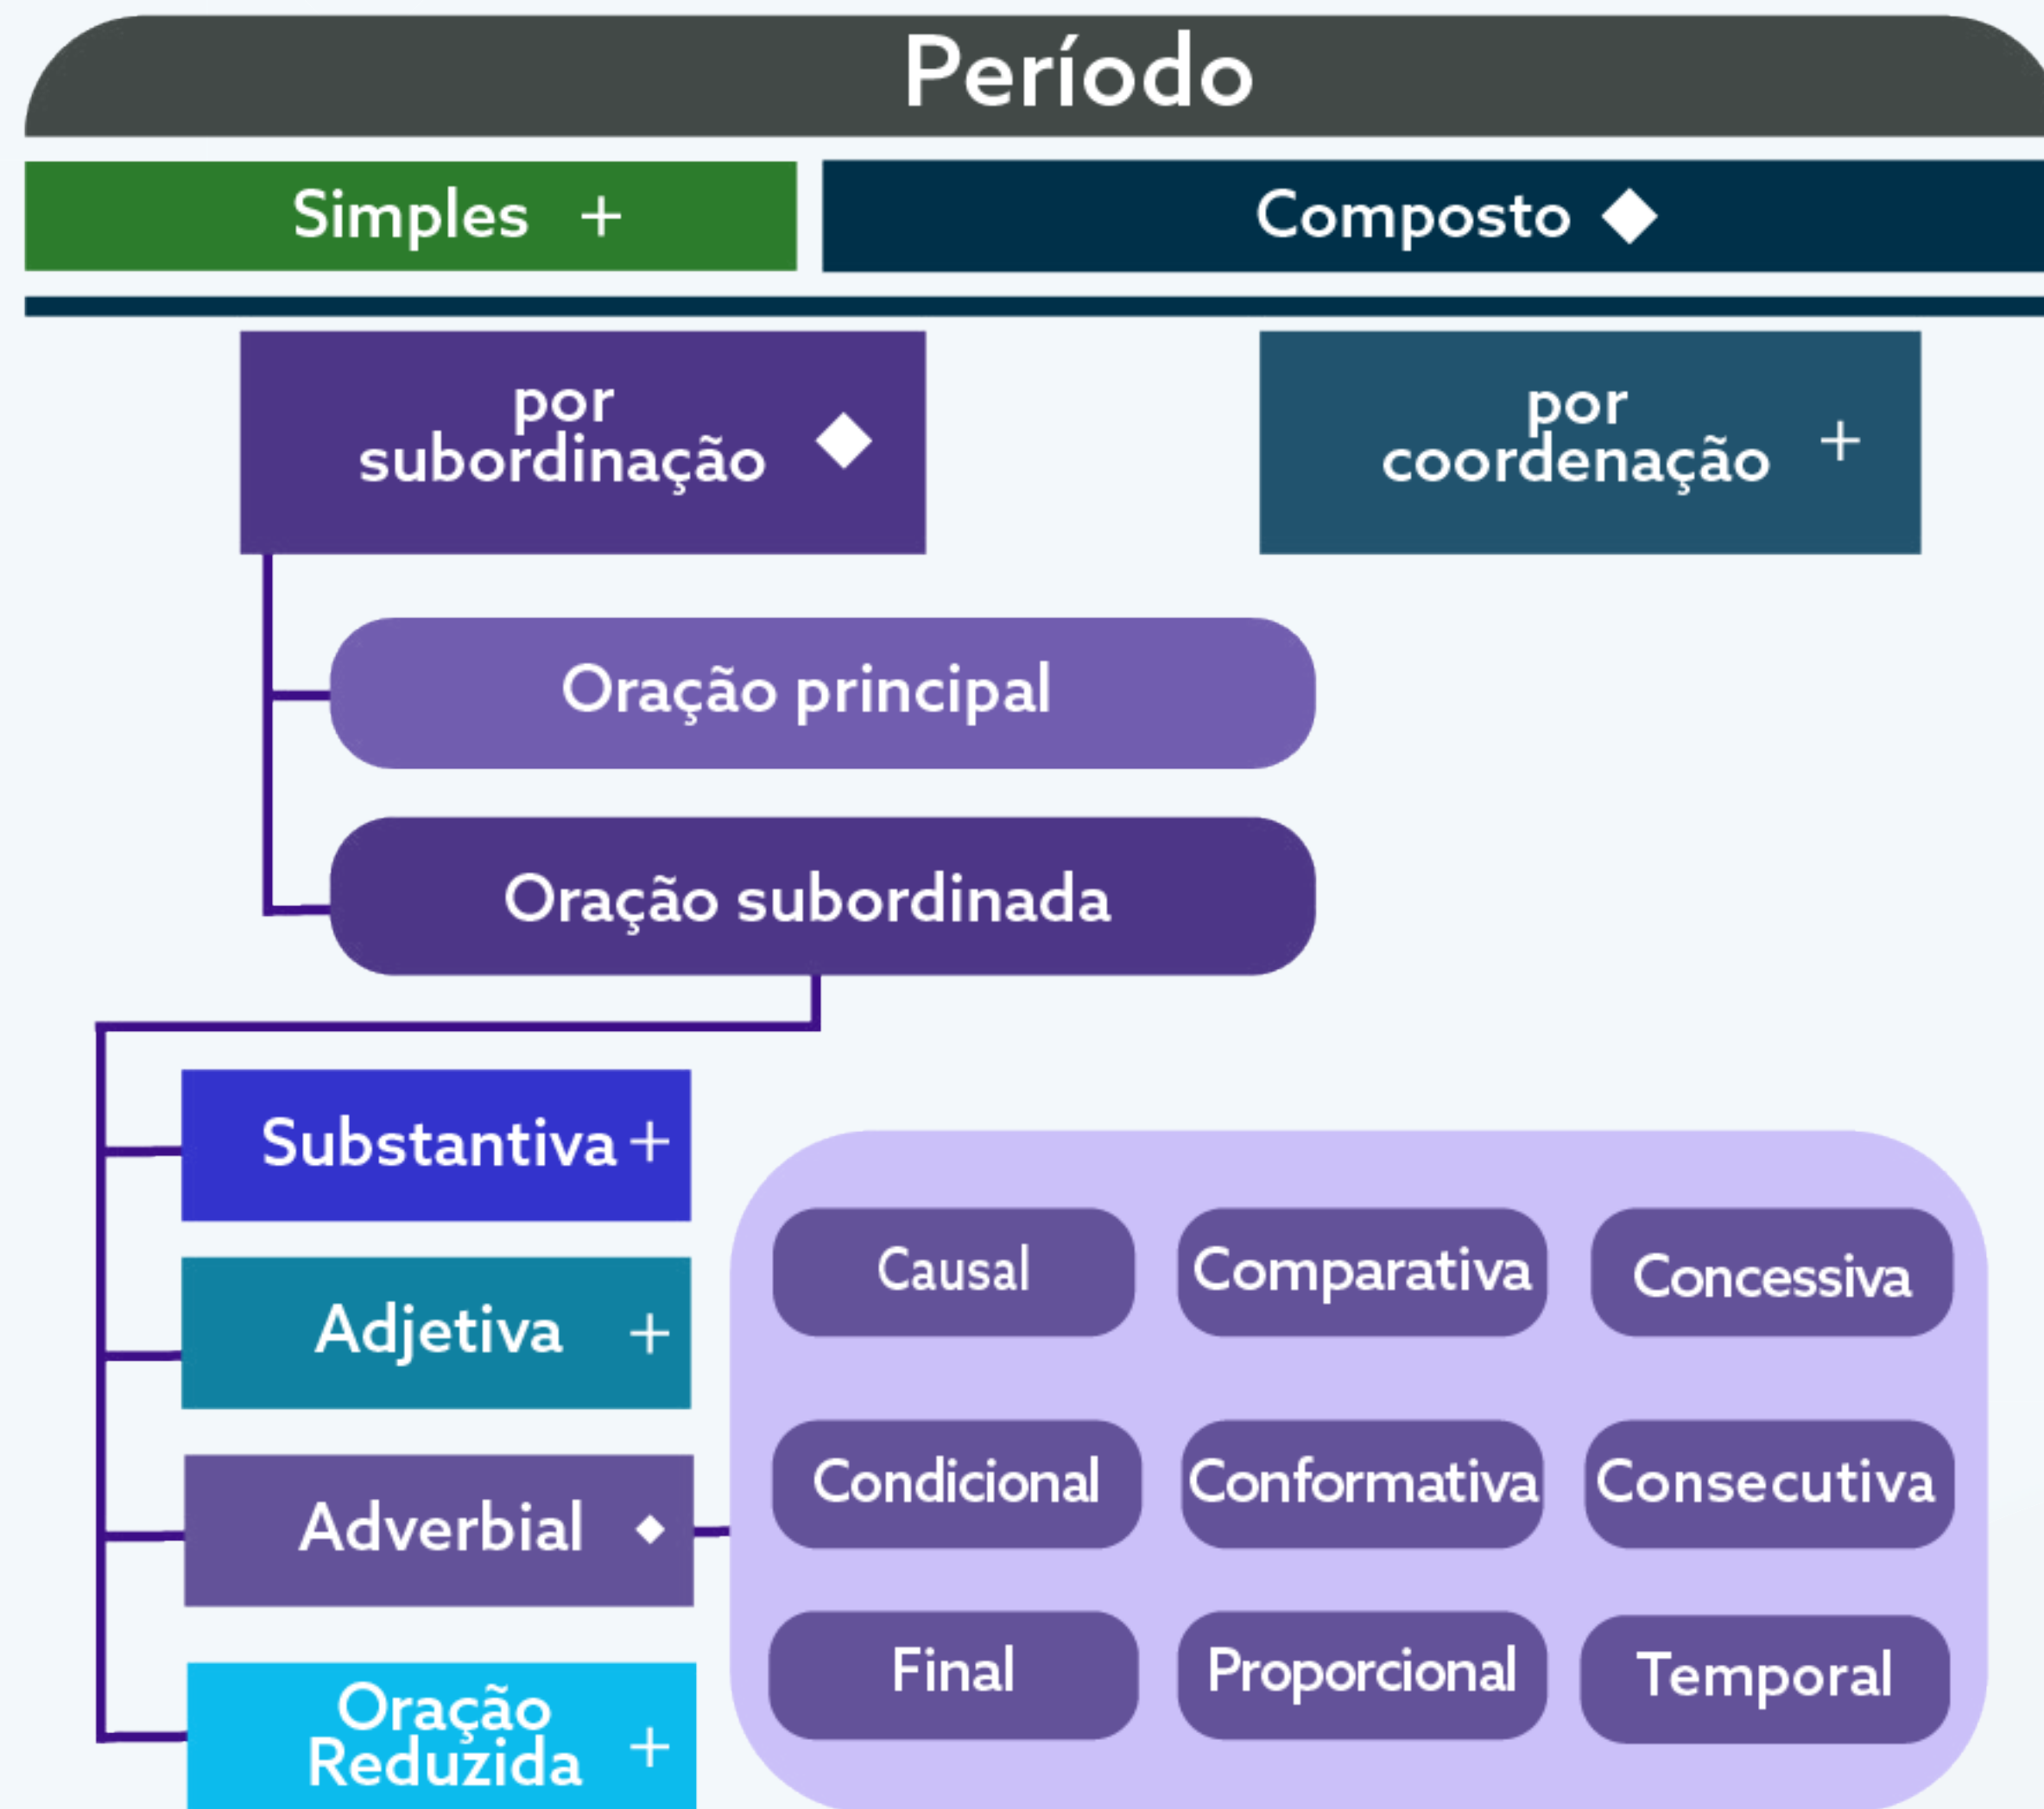 Período
Simples +
Composto
por
subordinação
por
coordenação +
Oração principal
Oração subordinada
Substantiva +
Adjetiva +
Adverbial
Oração
Reduzida +
Causal
Comparativa
Concessiva
Condicional
Conformativa
Consecutiva
Final
Proporcional
Temporal